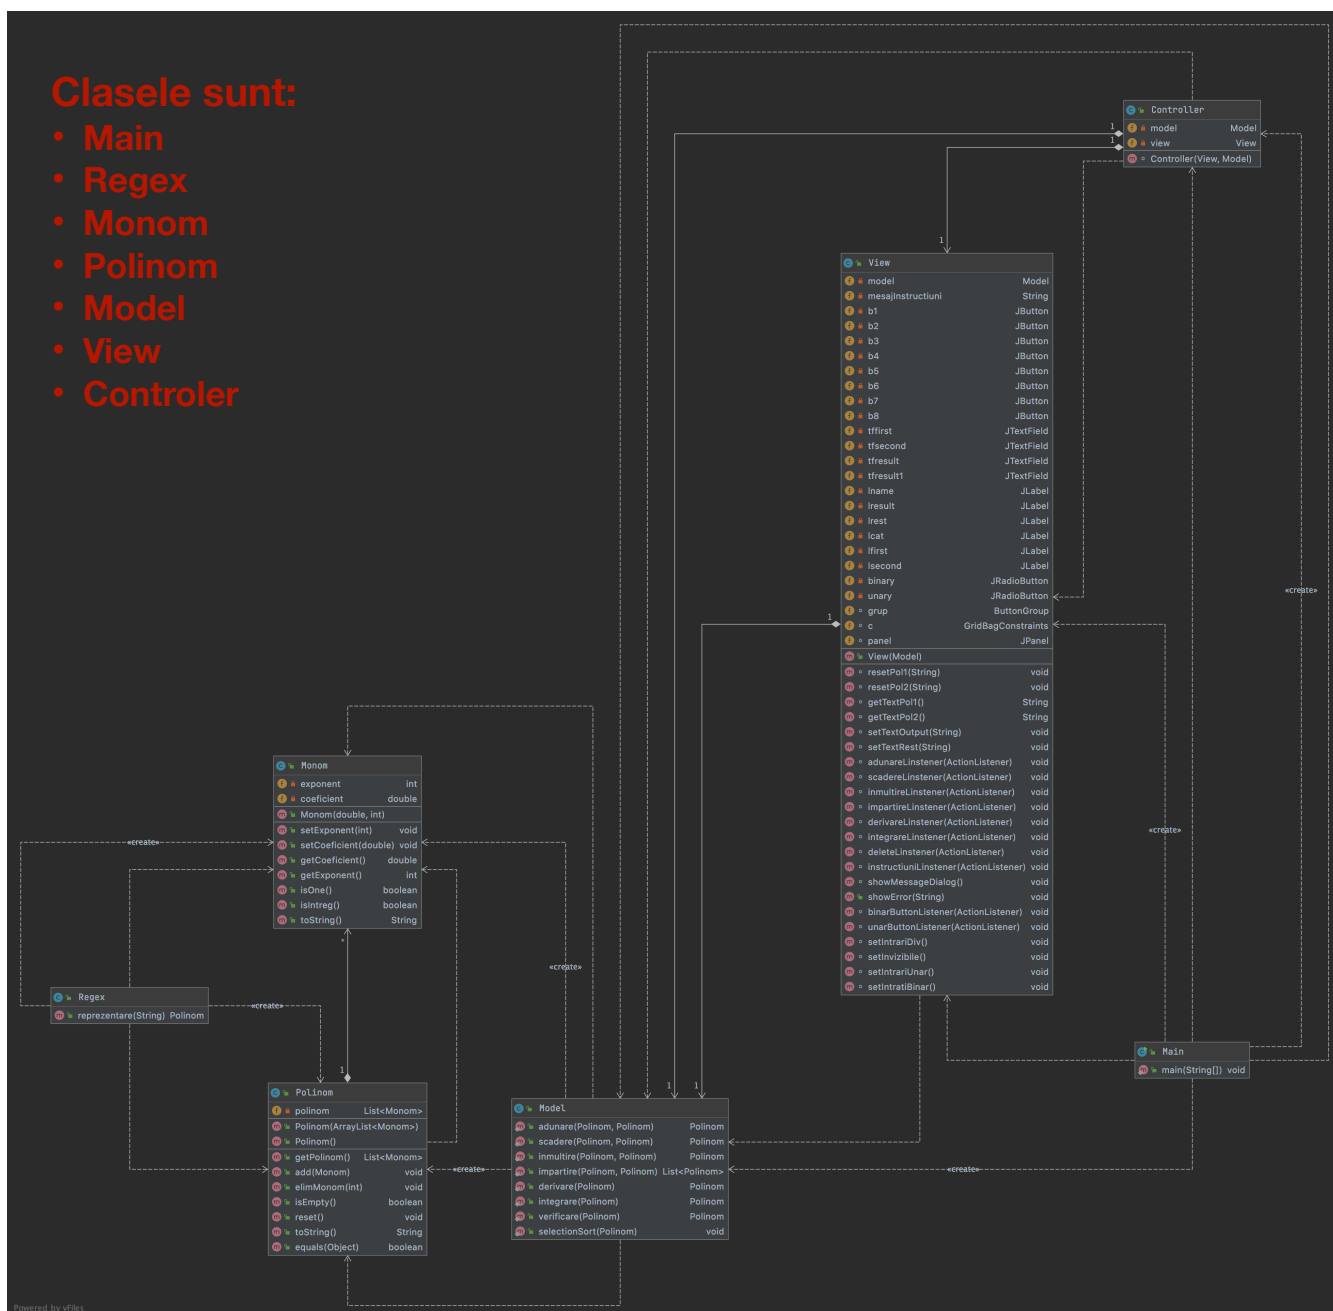 Clasele sunt:
• Main
• Regex
• Monom
• Polinom
• Model
• View
• Controler
Controller
model Model
view View
Controller(View, Model)
1
1
1
View
model Model
mesajInstructiuni String
b1 JButton
b2 JButton
b3 JButton
b4 JButton
b5 JButton
b6 JButton
b7 JButton
b8 JButton
tffirst JTextField
tfsecond JTextField
tfresult JTextField
tfresult1 JTextField
lname JLabel
lresult JLabel
lrest JLabel
lcat JLabel
lfirst JLabel
lsecond JLabel
binary JRadioButton
unary JRadioButton
grup ButtonGroup
c GridBagConstraints
panel JPanel
View(Model)
resetPol1(String) void
resetPol2(String) void
getTextPol1() String
getTextPol2() String
setTextOutput(String) void
setTextRest(String) void
adunareLinstener(ActionListener) void
scadereLinstener(ActionListener) void
inmultireLinstener(ActionListener) void
impartireLinstener(ActionListener) void
derivareLinstener(ActionListener) void
integrareLinstener(ActionListener) void
deleteLinstener(ActionListener) void
instructiuniLinstener(ActionListener) void
showMessageDialog() void
showError(String) void
binarButtonListener(ActionListener) void
unarButtonListener(ActionListener) void
setIntrariDiv() void
setInvizibile() void
setIntrariUnar() void
setIntratiBinar() void
1
«create»
«create»
Monom
exponent int
coeficient double
Monom(double, int)
setExponent(int) void
setCoeficient(double) void
getCoeficient() double
getExponent() int
isOne() boolean
isIntreg() boolean
toString() String
«create»
*
«create»
Regex
reprezentare(String) Polinom
«create»
Main
main(String[]) void
1
Polinom
polinom List<Monom>
Polinom(ArrayList<Monom>)
Polinom()
getPolinom() List<Monom>
add(Monom) void
elimMonom(int) void
isEmpty() boolean
reset() void
toString() String
equals(Object) boolean
«create»
1
1
Model
adunare(Polinom, Polinom) Polinom
scadere(Polinom, Polinom) Polinom
inmultire(Polinom, Polinom) Polinom
impartire(Polinom, Polinom) List<Polinom>
derivare(Polinom) Polinom
integrare(Polinom) Polinom
verificare(Polinom) Polinom
selectionSort(Polinom) void
«create»
Powered by yFiles